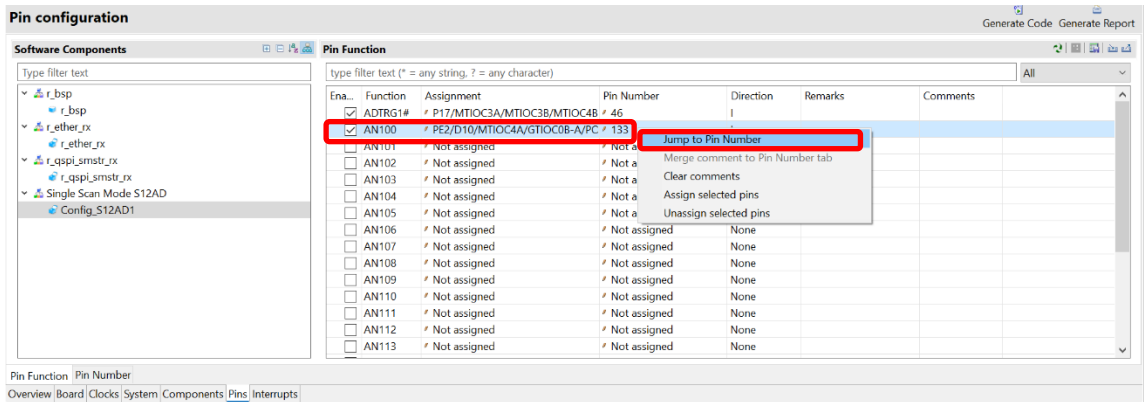 Pin configuration
Generate Code Generate Report
Software Components
Pin Function
Type filter text
type filter text (* = any string, ? = any character)
All
r_bsp
r_bsp
r_ether_rx
r_ether_rx
r_qspi_smstr_rx
r_qspi_smstr_rx
Single Scan Mode S12AD
Config_S12AD1
Ena... Function Assignment Pin Number Direction Remarks Comments
ADTRG1# P17/MTIOC3A/MTIOC3B/MTIOC4B 46 I
AN100 PE2/D10/MTIOC4A/GTIOC0B-A/PO 133
AN101 Not assigned Not a
AN102 Not assigned Not a
AN103 Not assigned Not a
AN104 Not assigned Not a
AN105 Not assigned Not a
AN106 Not assigned Not assigned None
AN107 Not assigned Not assigned None
AN108 Not assigned Not assigned None
AN109 Not assigned Not assigned None
AN110 Not assigned Not assigned None
AN111 Not assigned Not assigned None
AN112 Not assigned Not assigned None
AN113 Not assigned Not assigned None
Jump to Pin Number
Merge comment to Pin Number tab
Clear comments
Assign selected pins
Unassign selected pins
Pin Function Pin Number
Overview Board Clocks System Components Pins Interrupts